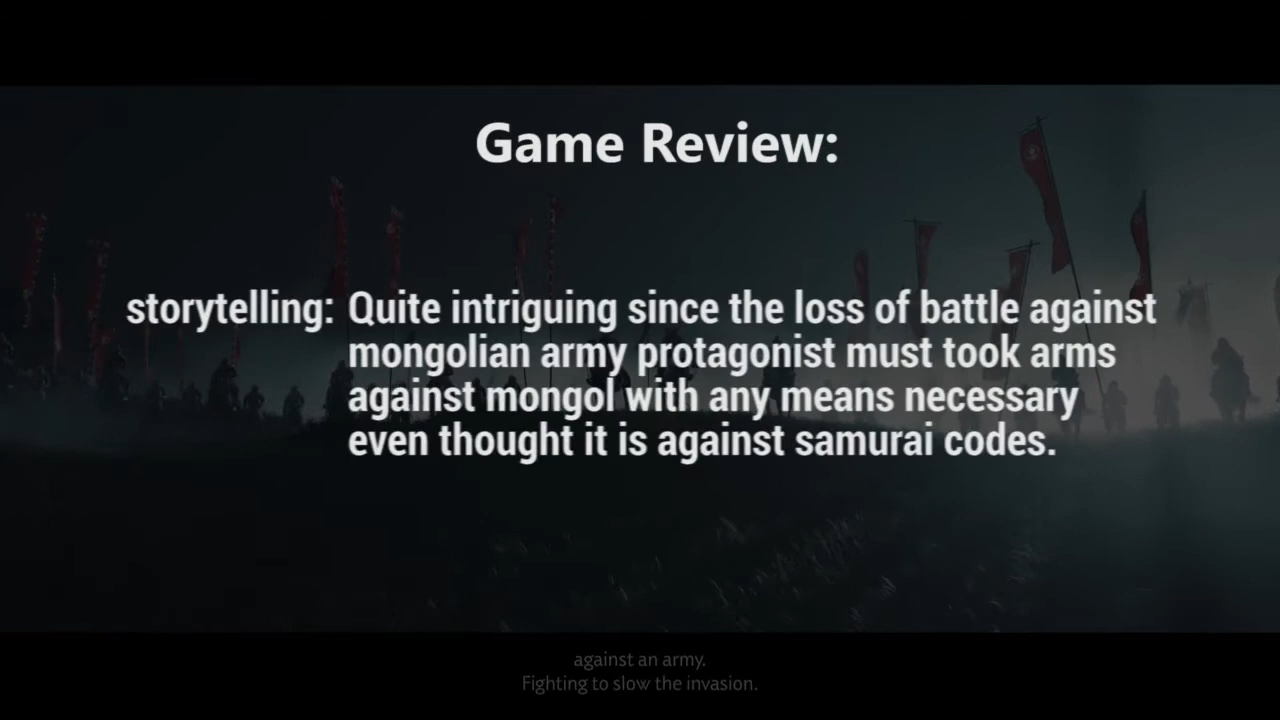 Game Review:
storytelling: Quite intriguing since the loss of battle against
mongolian army protagonist must took arms
against mongol with any means necessary
even thought it is against samurai codes.
against an army.
Fighting to slow the invasion.